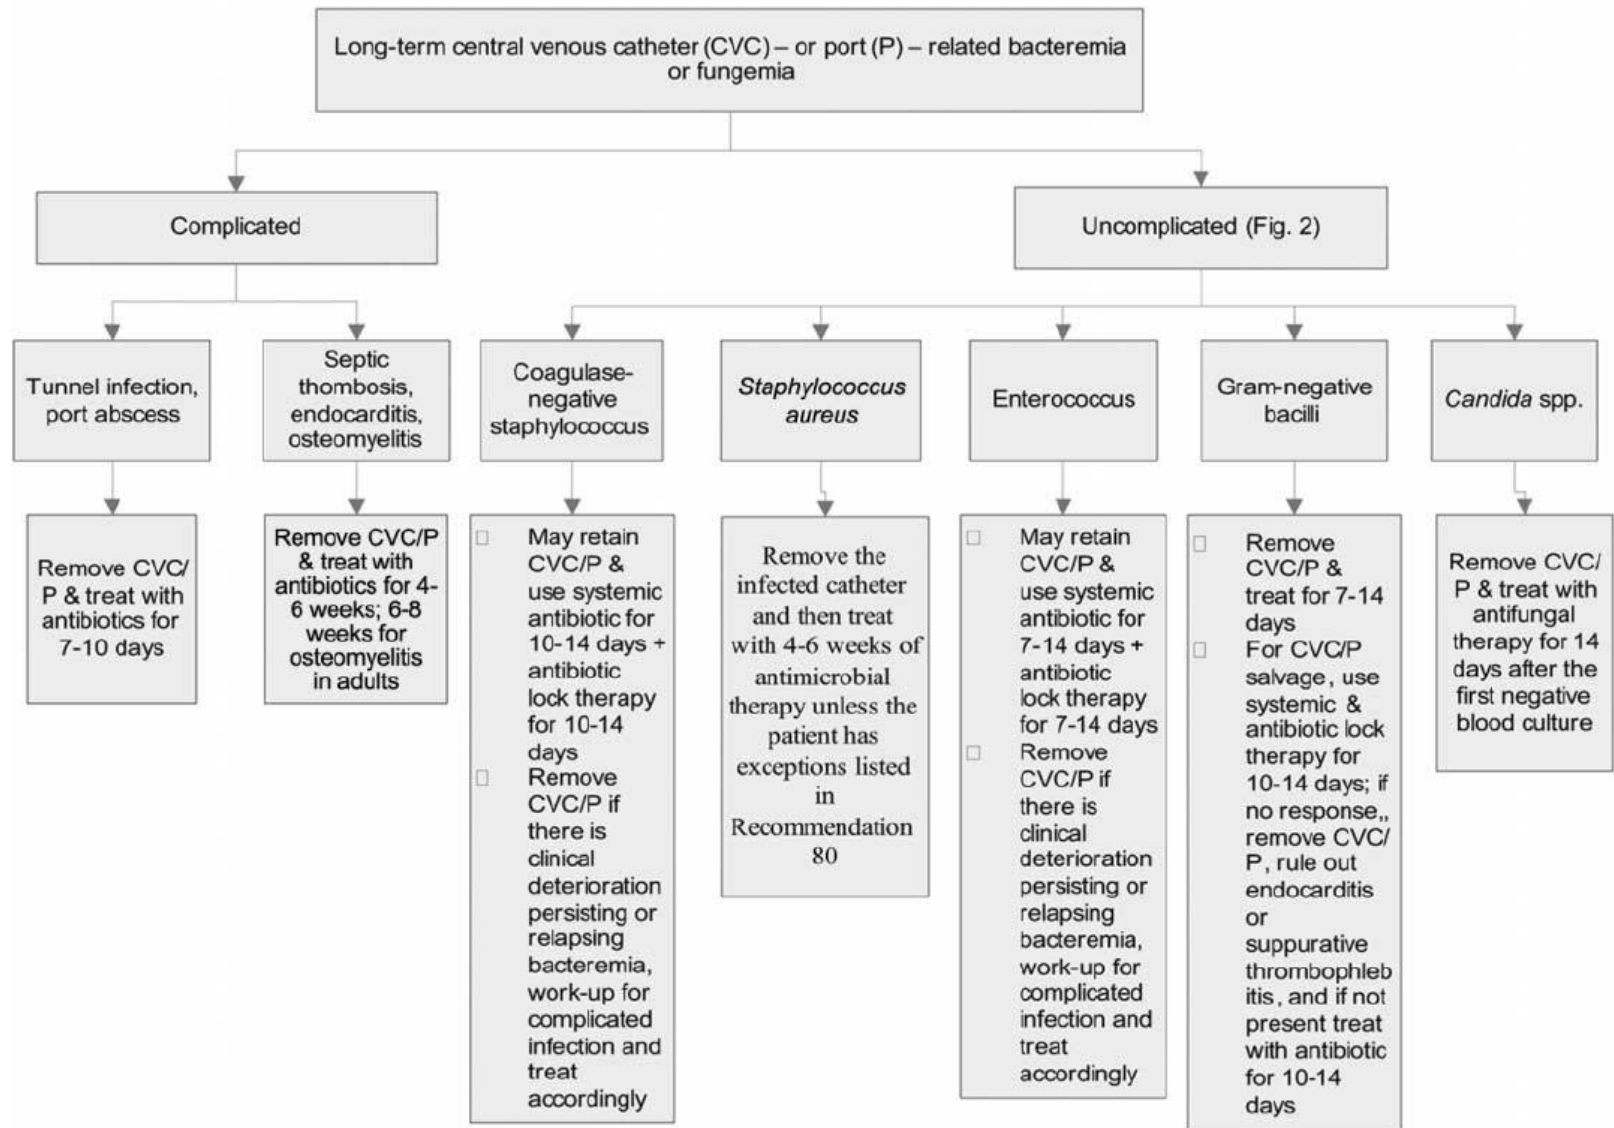 Long-term central venous catheter (CVC) – or port (P) – related bacteremia
or fungemia
Complicated
Uncomplicated (Fig. 2)
Tunnel infection,
port abscess
Septic
thombosis,
endocarditis,
osteomyelitis
Coagulase-
negative
staphylococcus
Staphylococcus
aureus
Enterococcus
Gram-negative
bacilli
Candida spp.
Remove CVC/
P & treat with
antibiotics for
7-10 days
Remove CVC/P
& treat with
antibiotics for 4-
6 weeks; 6-8
weeks for
osteomyelitis
in adults
May retain
CVC/P &
use systemic
antibiotic for
10-14 days +
antibiotic
lock therapy
for 10-14
days
Remove
CVC/P if
there is
clinical
deterioration
persisting or
relapsing
bacteremia,
work-up for
complicated
infection and
treat
accordingly
Remove the
infected catheter
and then treat
with 4-6 weeks of
antimicrobial
therapy unless the
patient has
exceptions listed
in
Recommendation
80
May retain
CVC/P &
use systemic
antibiotic for
7-14 days +
antibiotic
lock therapy
for 7-14 days
Remove
CVC/P if
there is
clinical
deterioration
persisting or
relapsing
bacteremia,
work-up for
complicated
infection and
treat
accordingly
Remove
CVC/P &
treat for 7-14
days
For CVC/P
salvage, use
systemic &
antibiotic lock
therapy for
10-14 days; if
no response,,
remove CVC/
P, rule out
endocarditis
or
suppurative
thrombophleb
itis, and if not
present treat
with antibiotic
for 10-14
days
Remove CVC/
P & treat with
antifungal
therapy for 14
days after the
first negative
blood culture